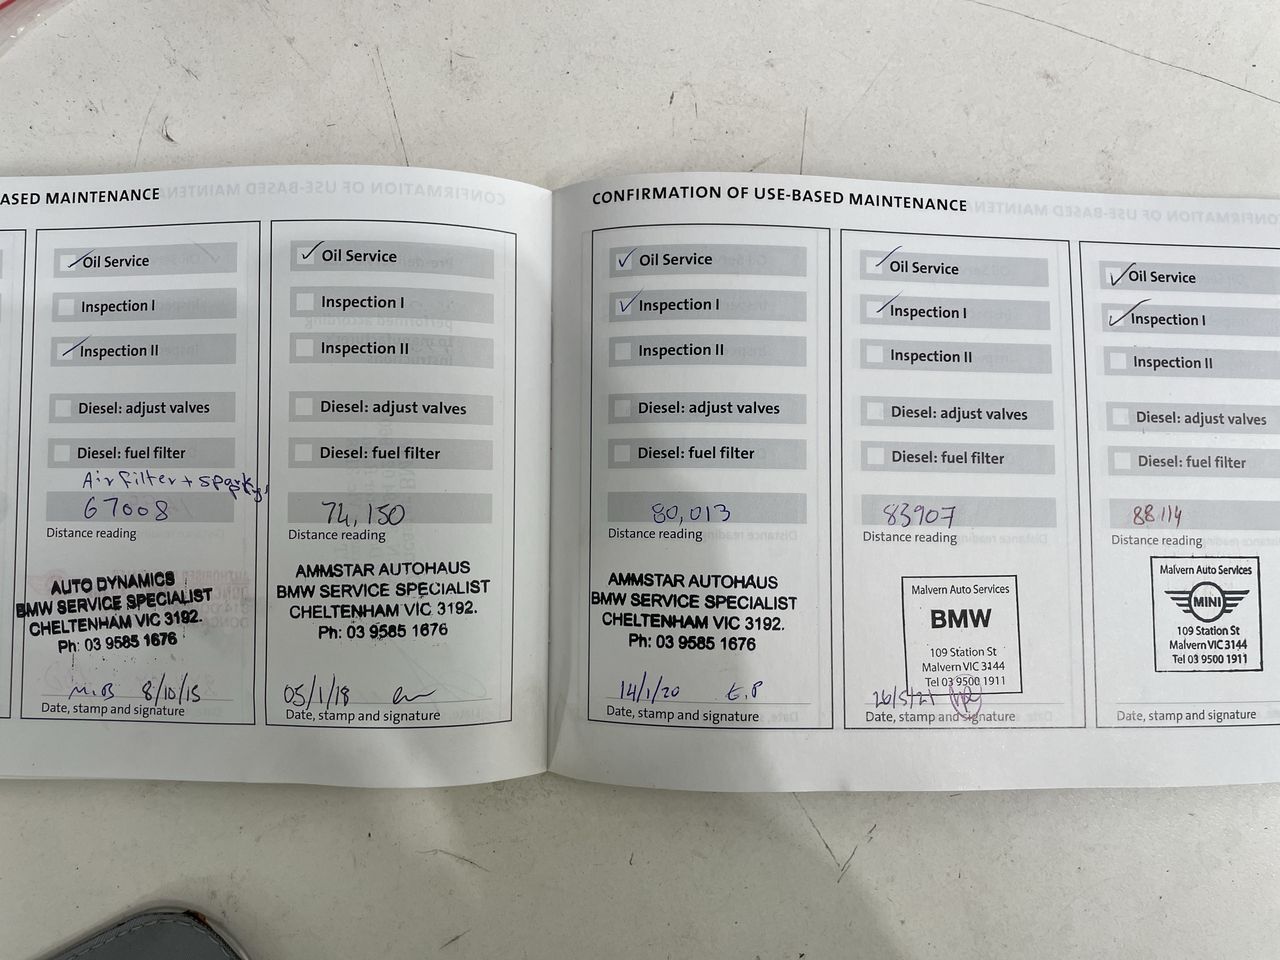 ASED MAINTENANCE
Oil Service
Inspection I
Inspection II
Diesel: adjust valves
Diesel: fuel filter
Air filter + spark
67008
Distance reading
AUTO DYNAMICS
BMW SERVICE SPECIALIST
CHELTENHAM VIC 3192.
Ph: 03 9585 1676
M.B 8/10/15
Date, stamp and signature
Oil Service
Inspection I
Inspection II
Diesel: adjust valves
Diesel: fuel filter
74,150
Distance reading
AMMSTAR AUTOHAUS
BMW SERVICE SPECIALIST
CHELTENHAM VIC 3192.
Ph: 03 9585 1676
05/1/18
Date, stamp and signature
CONFIRMATION OF USE-BASED MAINTENANCE
Oil Service
Inspection I
Inspection II
Diesel: adjust valves
Diesel: fuel filter
80,013
Distance reading
AMMSTAR AUTOHAUS
BMW SERVICE SPECIALIST
CHELTENHAM VIC 3192.
Ph: 03 9585 1676
14/1/20 E.P
Date, stamp and signature
Oil Service
Inspection I
Inspection II
Diesel: adjust valves
Diesel: fuel filter
83907
Distance reading
Malvern Auto Services
BMW
109 Station St
Malvern VIC 3144
Tel 03 9500 1911
26/5/21
Date, stamp and signature
Oil Service
Inspection I
Inspection II
Diesel: adjust valves
Diesel: fuel filter
88114
Distance reading
Malvern Auto Services
MINI
109 Station St
Malvern VIC 3144
Tel 03 9500 1911
Date, stamp and signature